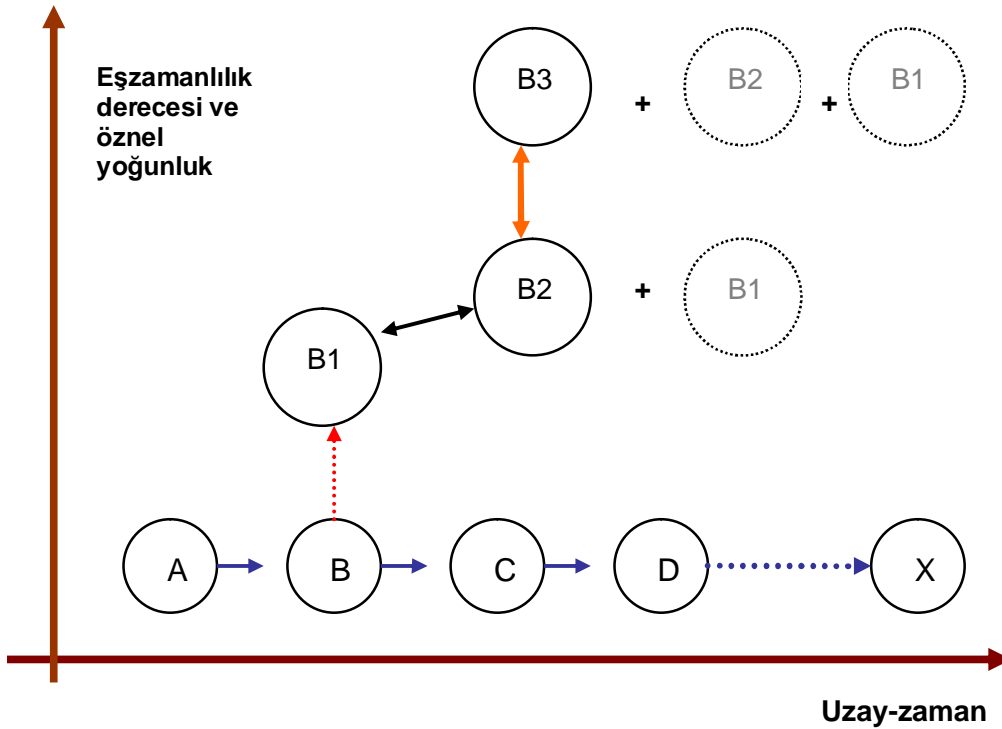 Eşzamanlılık
derecesi ve
öznel
yoğunluk
B3 + B2 + B1
B2 + B1
B1
A B C D X
Uzay-zaman